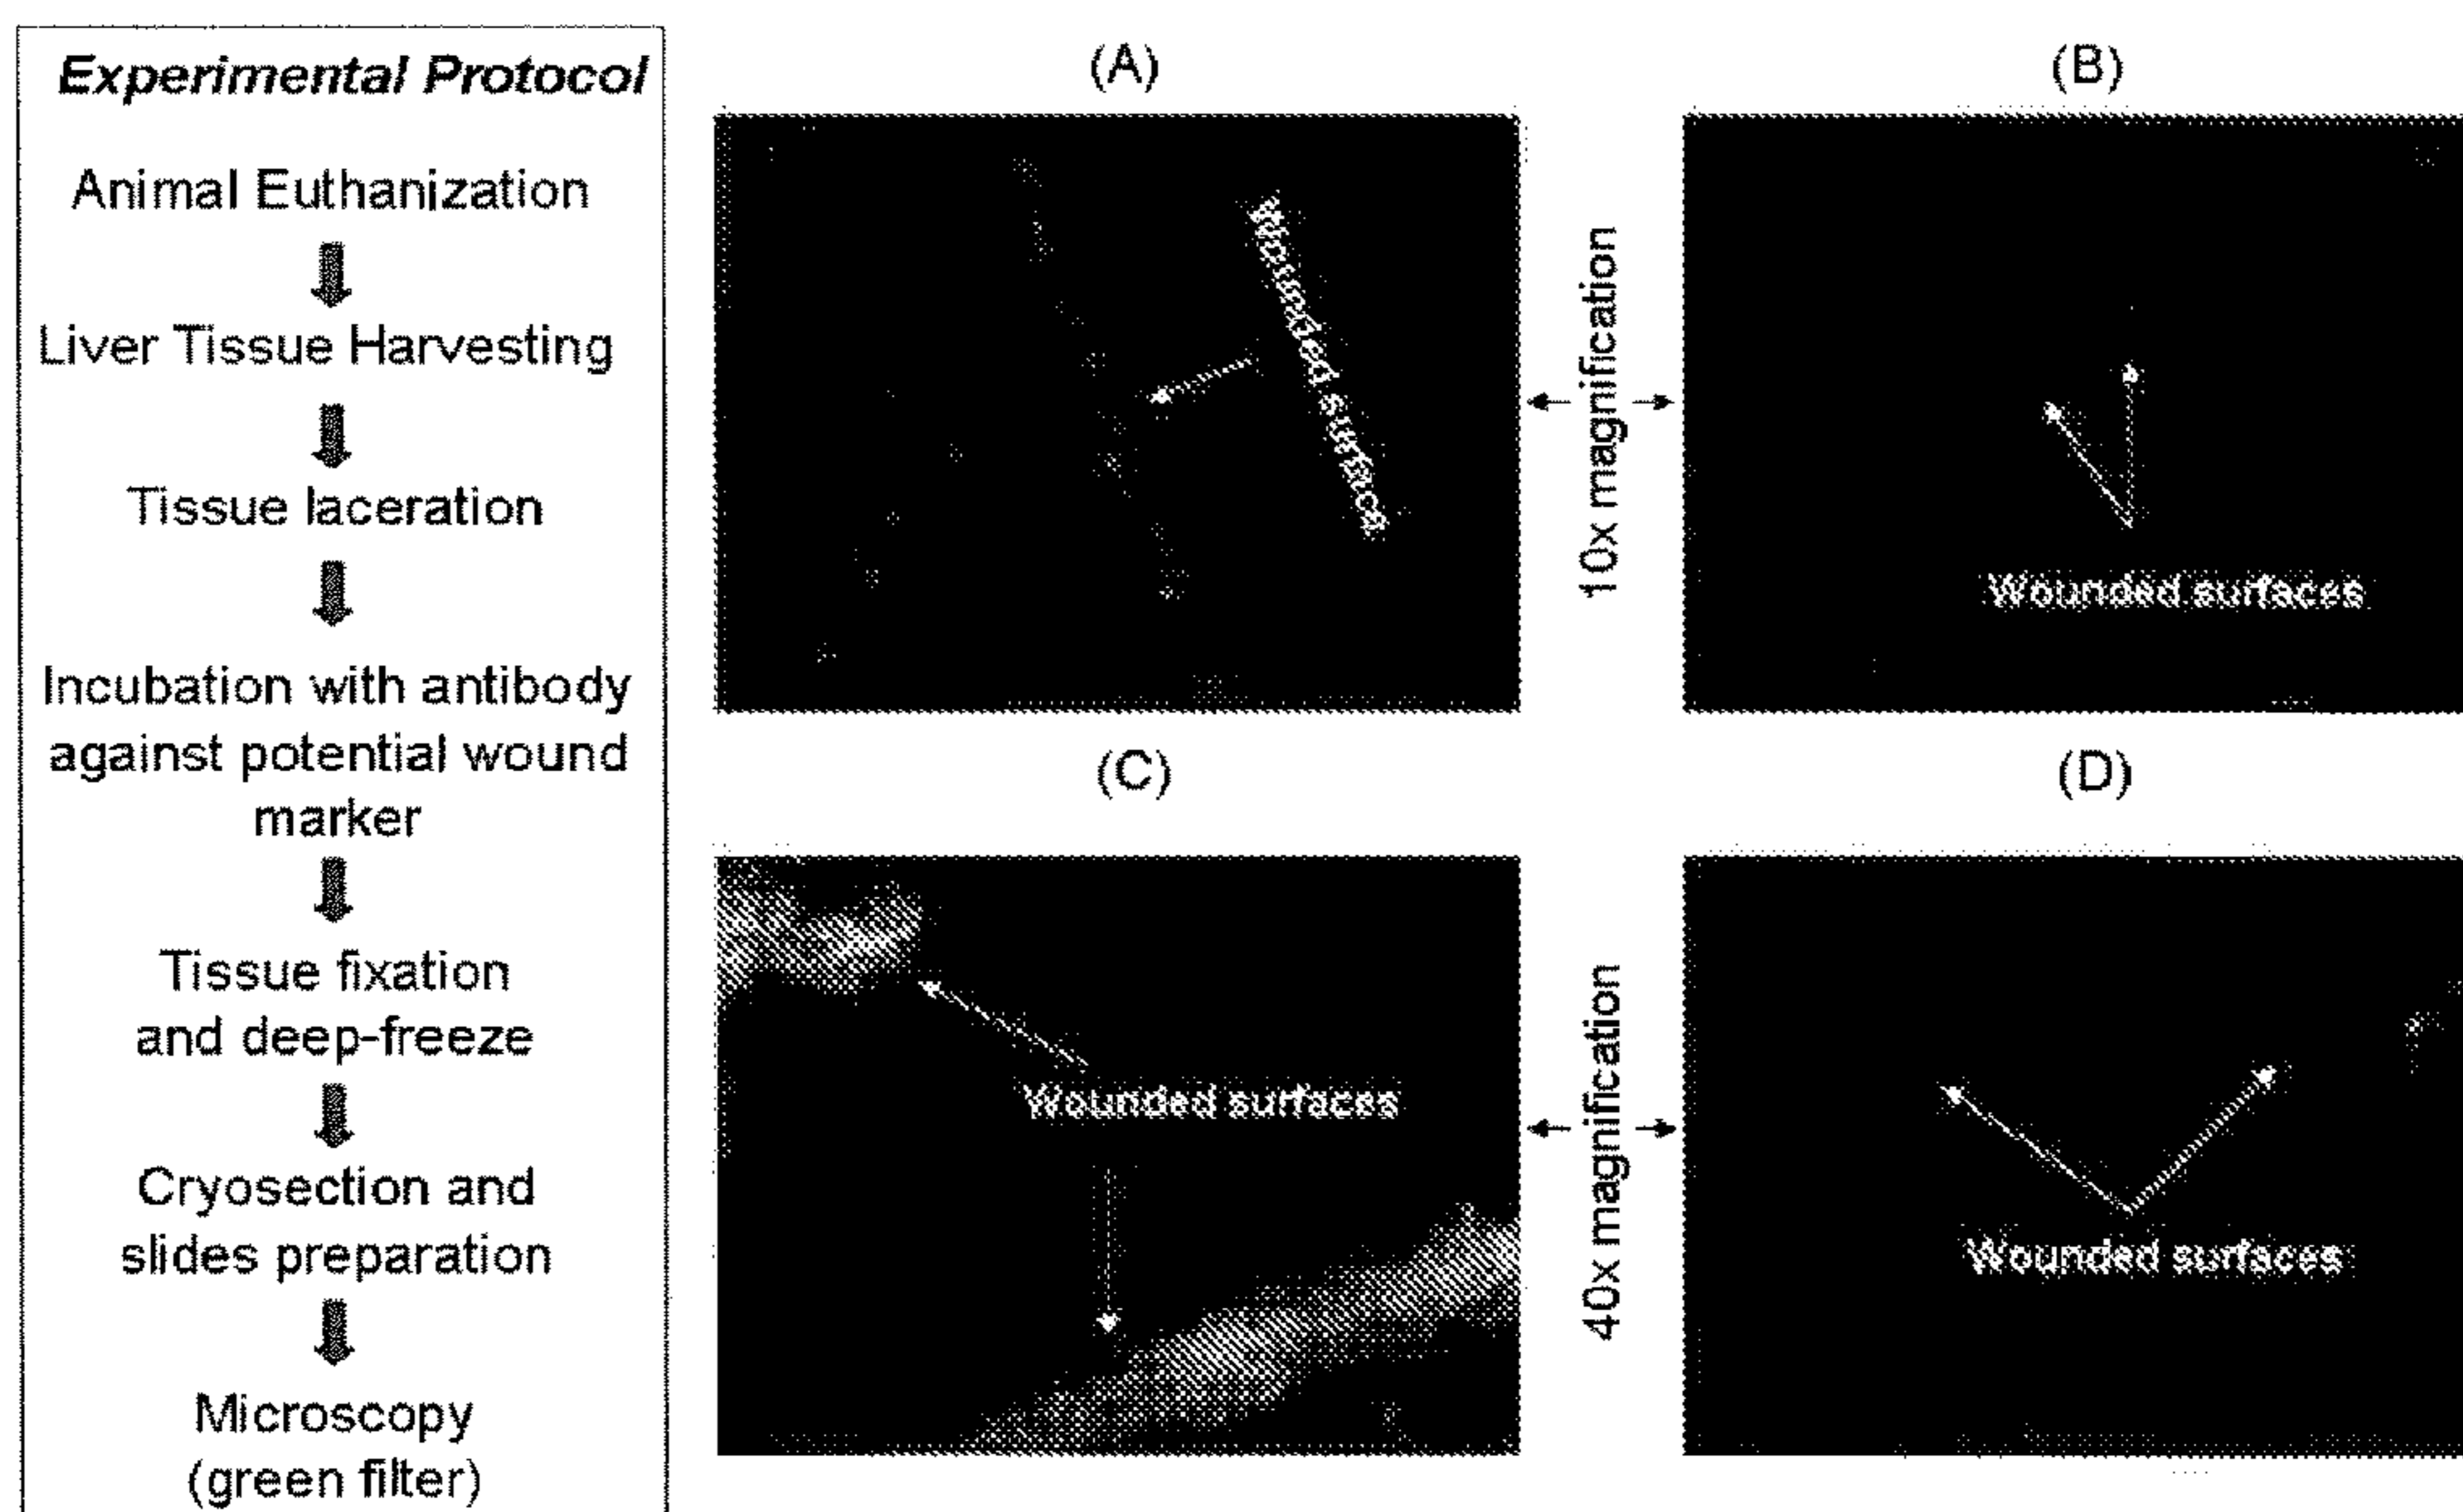 Experimental Protocol
Animal Euthanization
Liver Tissue Harvesting
Tissue laceration
Incubation with antibody
against potential wound
marker
Tissue fixation
and deep-freeze
Cryosection and
slides preparation
Microscopy
(green filter)
(A)
Wounded surface
10x magnification
(B)
Wounded surfaces
(C)
Wounded surfaces
40x magnification
(D)
Wounded surfaces